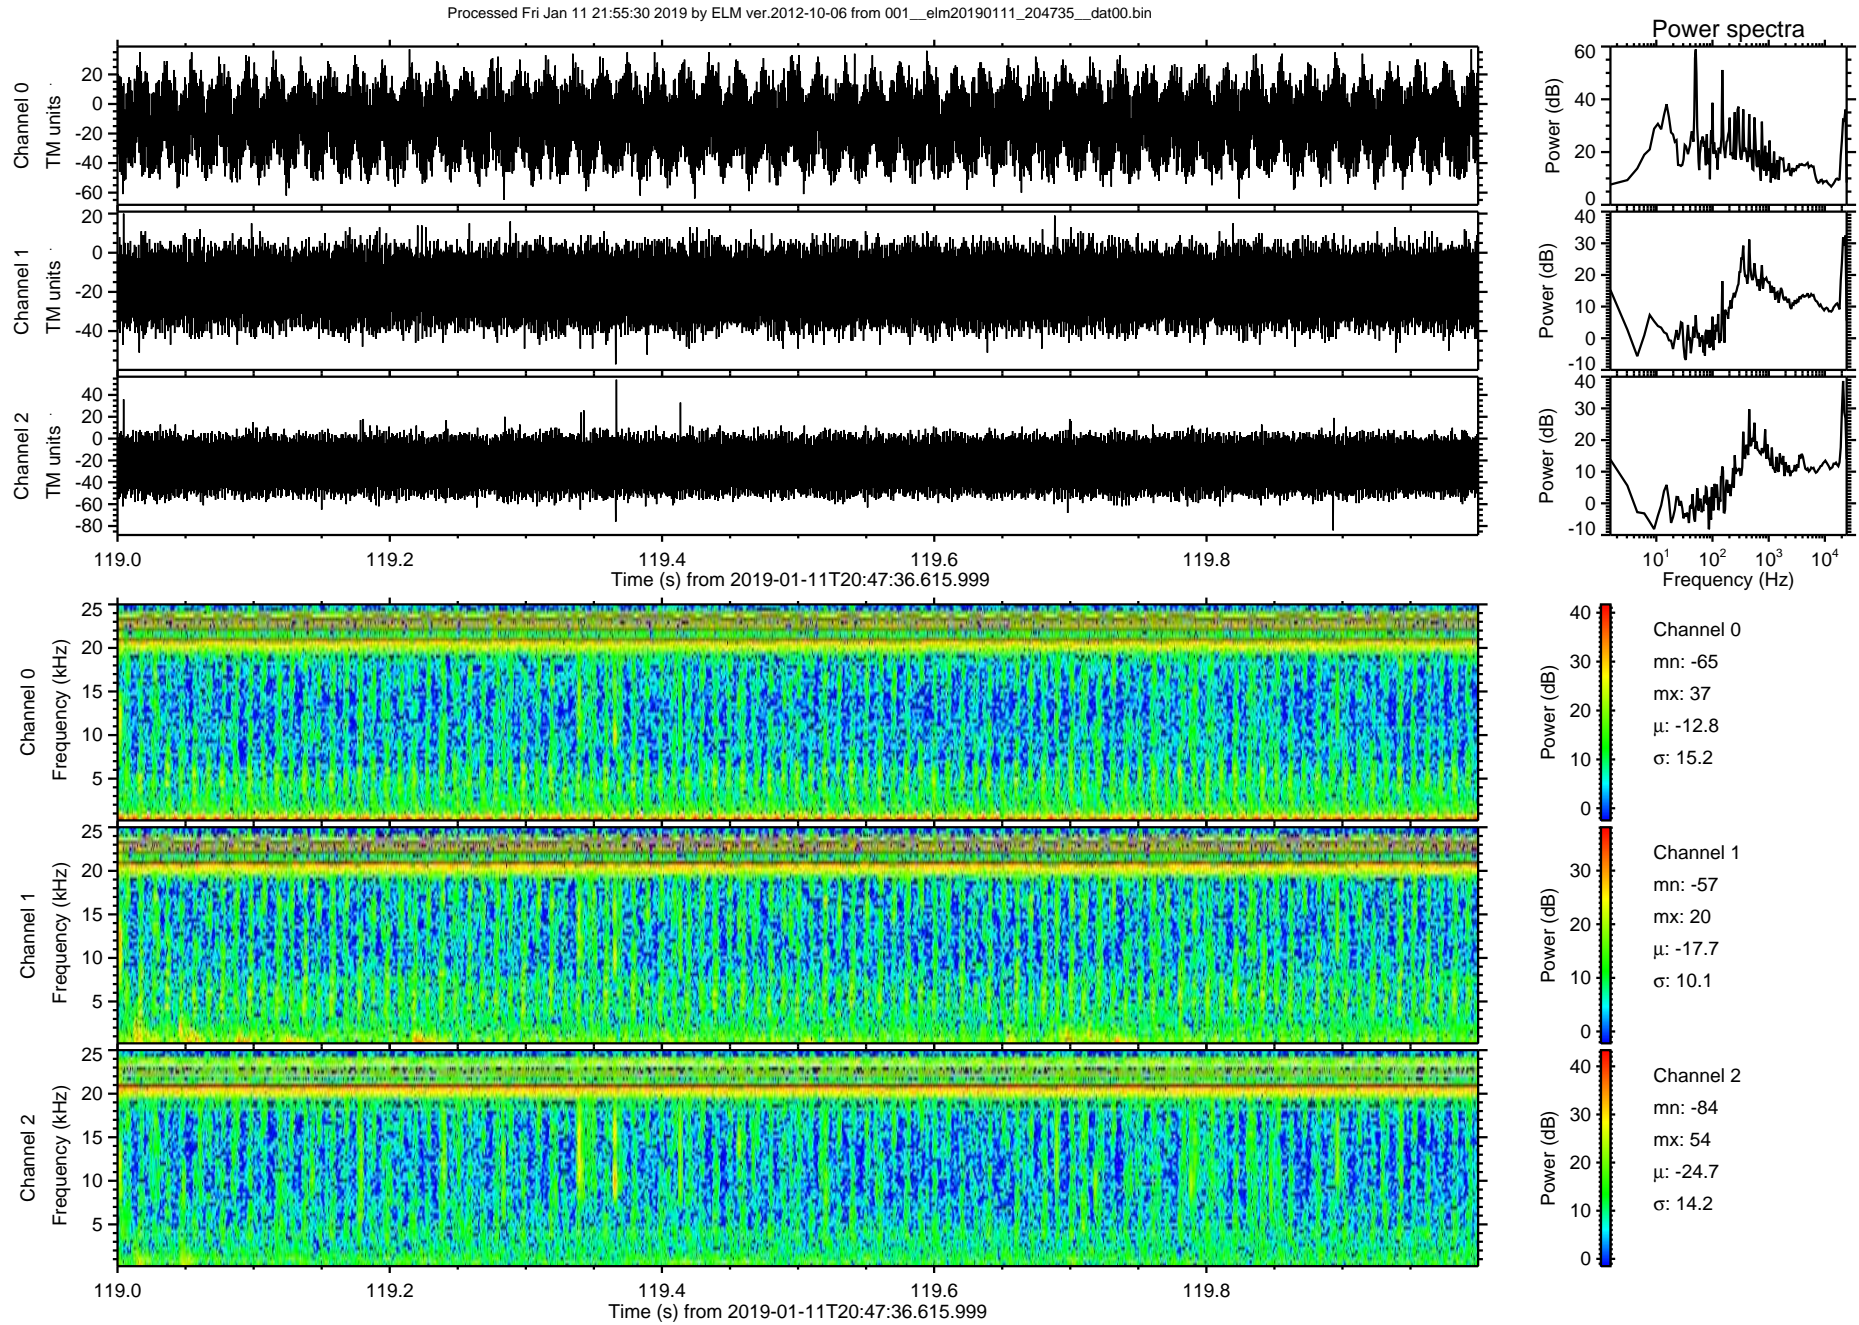 Processed Fri Jan 11 21:55:30 2019 by ELM ver.2012-10-06 from 001__elm20190111_204735__dat00.bin
Power spectra
Channel 0
TM units
20
0
-20
-40
-60
Power (dB)
60
40
20
0
Channel 1
TM units
20
0
-20
-40
Power (dB)
40
30
20
10
0
-10
Channel 2
TM units
40
20
0
-20
-40
-60
-80
Power (dB)
40
30
20
10
0
-10
119.0 119.2 119.4 119.6 119.8
Time (s) from 2019-01-11T20:47:36.615.999
10¹ 10² 10³ 10⁴
Frequency (Hz)
Channel 0
Frequency (kHz)
25
20
15
10
5
Power (dB)
40
30
20
10
0
Channel 0
mn: -65
mx: 37
μ: -12.8
σ: 15.2
Channel 1
Frequency (kHz)
25
20
15
10
5
Power (dB)
30
20
10
0
Channel 1
mn: -57
mx: 20
μ: -17.7
σ: 10.1
Channel 2
Frequency (kHz)
25
20
15
10
5
Power (dB)
40
30
20
10
0
Channel 2
mn: -84
mx: 54
μ: -24.7
σ: 14.2
119.0 119.2 119.4 119.6 119.8
Time (s) from 2019-01-11T20:47:36.615.999